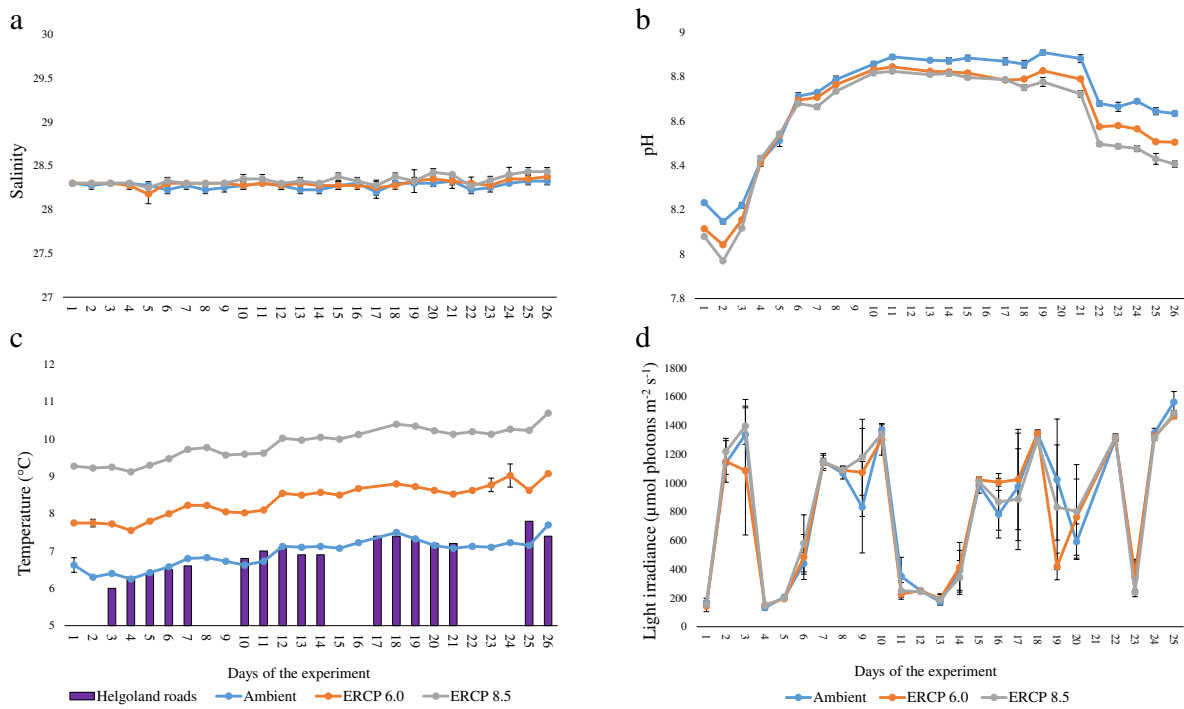 a
30
29.5
29
28.5
28
27.5
27
Salinity
1 2 3 4 5 6 7 8 9 10 11 12 13 14 15 16 17 18 19 20 21 22 23 24 25 26
b
9
8.8
8.6
8.4
8.2
8
7.8
pH
1 2 3 4 5 6 7 8 9 10 11 12 13 14 15 16 17 18 19 20 21 22 23 24 25 26
c
12
11
10
9
8
7
6
5
Temperature (°C)
1 2 3 4 5 6 7 8 9 10 11 12 13 14 15 16 17 18 19 20 21 22 23 24 25 26
Days of the experiment
Helgoland roads Ambient ERCP 6.0 ERCP 8.5
d
1800
1600
1400
1200
1000
800
600
400
200
0
Light irradiance (μmol photons m⁻² s⁻¹)
1 2 3 4 5 6 7 8 9 10 11 12 13 14 15 16 17 18 19 20 21 22 23 24 25
Days of the experiment
Ambient ERCP 6.0 ERCP 8.5